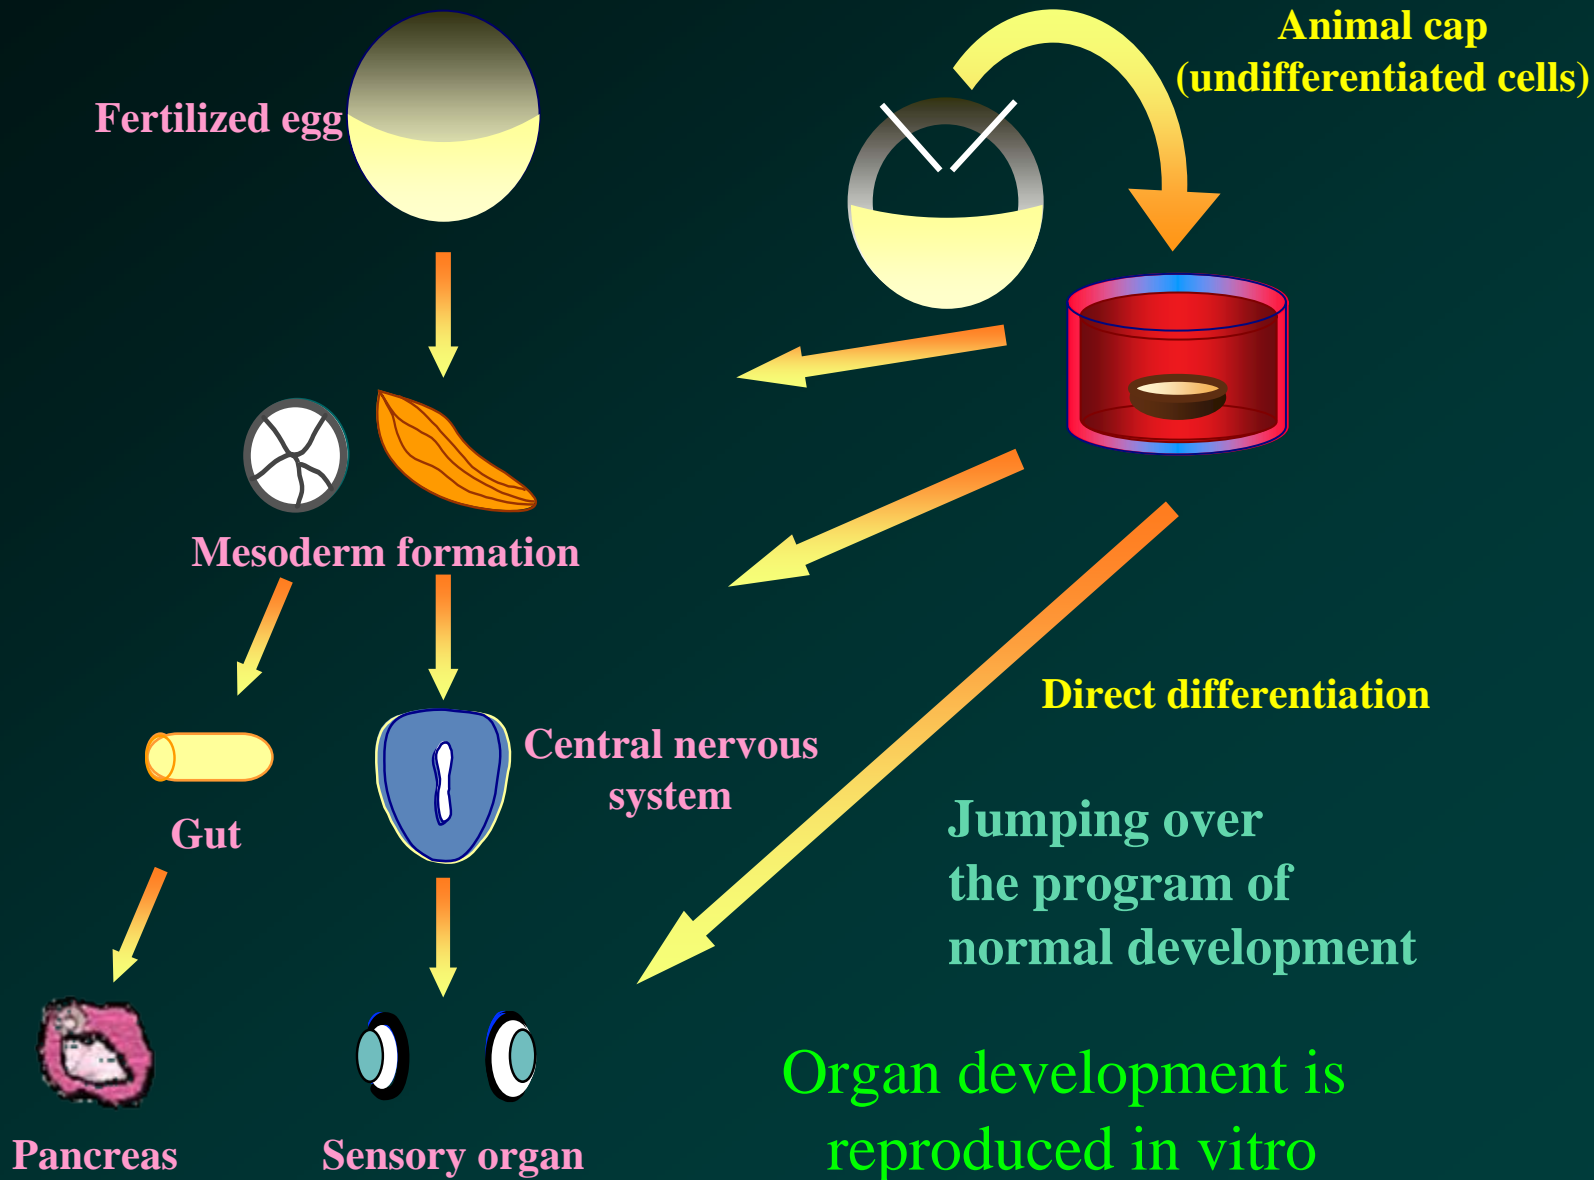 Animal cap
(undifferentiated cells)
Fertilized egg
Mesoderm formation
Direct differentiation
Central nervous
system
Gut
Jumping over
the program of
normal development
Organ development is
reproduced in vitro
Pancreas
Sensory organ